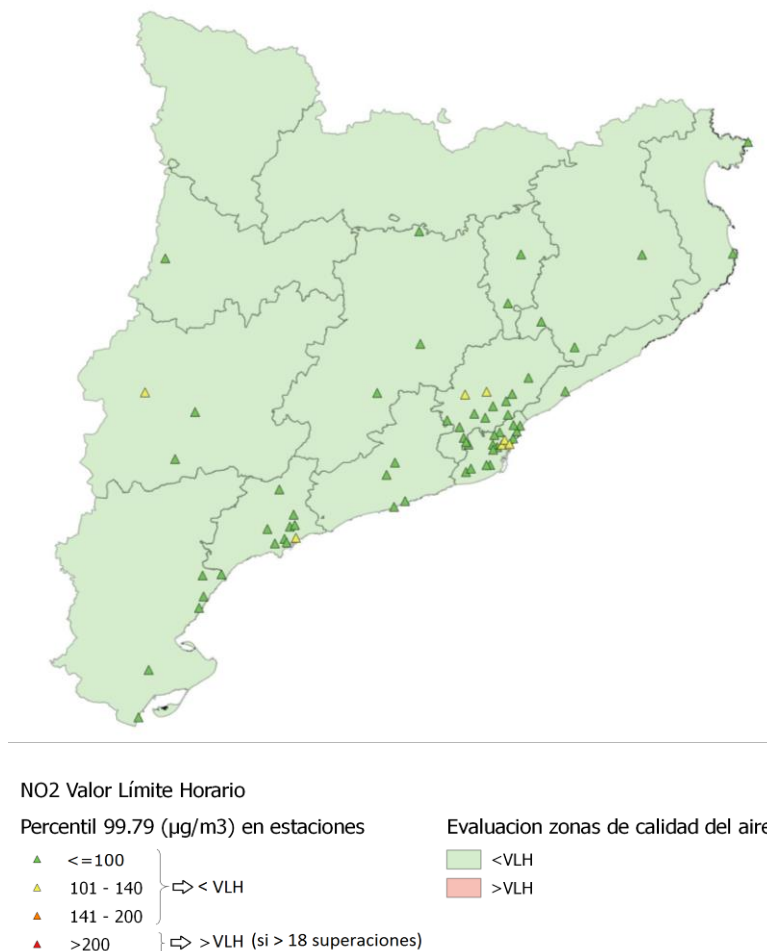 NO2 Valor Límite Horario
Percentil 99.79 (µg/m3) en estaciones
<=100
101 - 140
⇨ < VLH
141 - 200
>200
⇨ >VLH (si > 18 superaciones)
Evaluacion zonas de calidad del aire
<VLH
>VLH